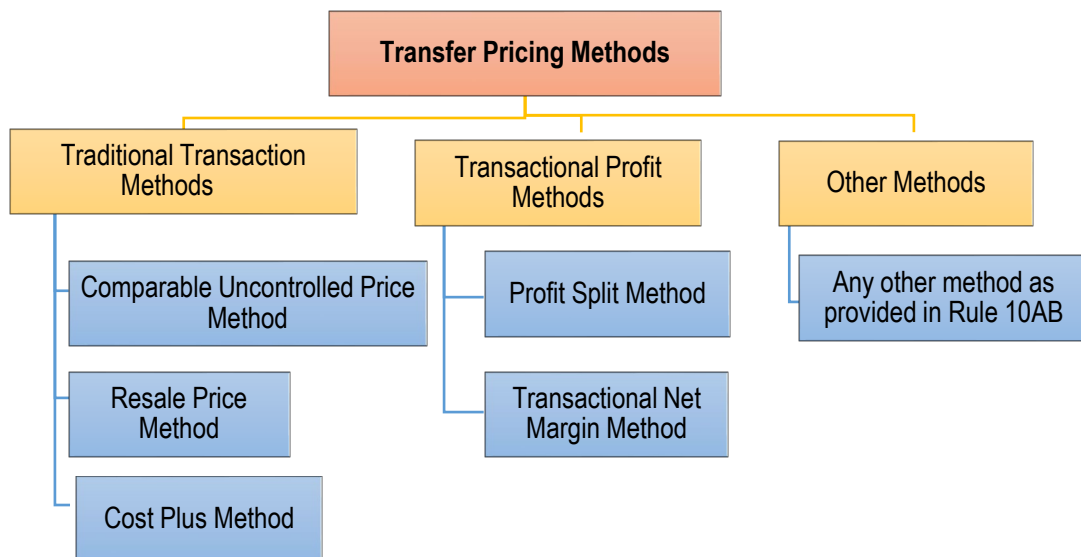 Transfer Pricing Methods
Traditional Transaction
Methods
Transactional Profit
Methods
Other Methods
Comparable Uncontrolled Price
Method
Resale Price
Method
Cost Plus Method
Profit Split Method
Transactional Net
Margin Method
Any other method as
provided in Rule 10AB